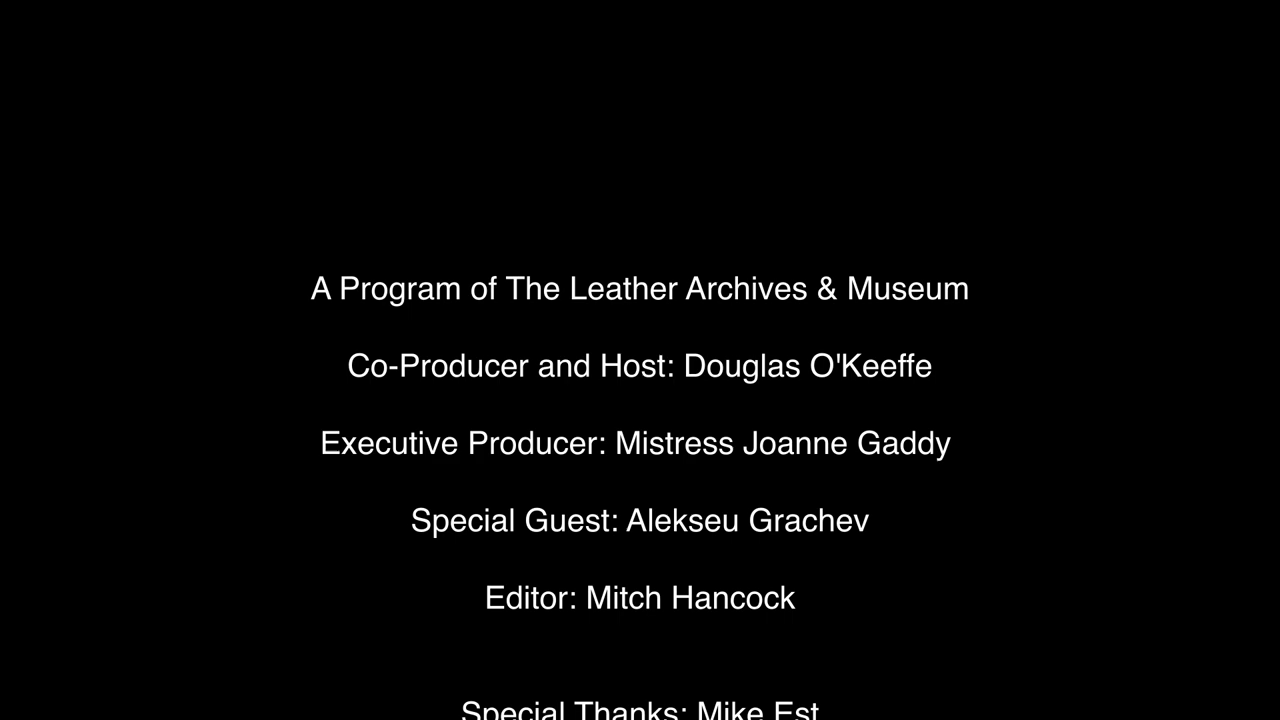 A Program of The Leather Archives & Museum
Co-Producer and Host: Douglas O'Keeffe
Executive Producer: Mistress Joanne Gaddy
Special Guest: Alekseu Grachev
Editor: Mitch Hancock
Special Thanks: Mike Est